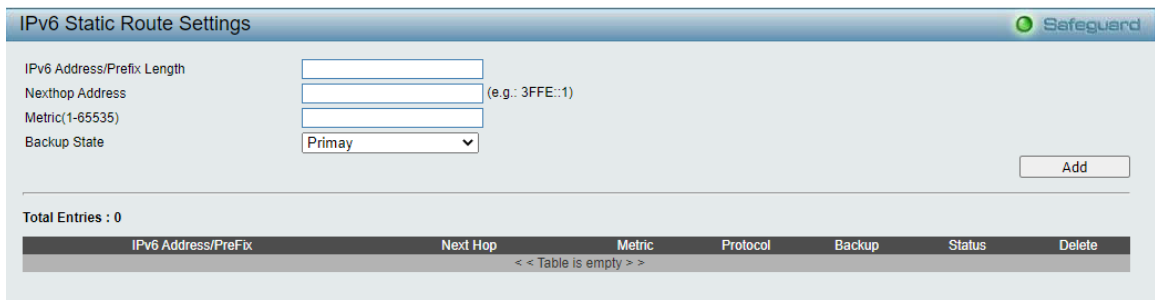 IPv6 Static Route Settings
Safeguard
IPv6 Address/Prefix Length
Nexthop Address (e.g.: 3FFE::1)
Metric(1-65535)
Backup State Primay
Add
Total Entries : 0
IPv6 Address/PreFix Next Hop Metric Protocol Backup Status Delete
< < Table is empty > >